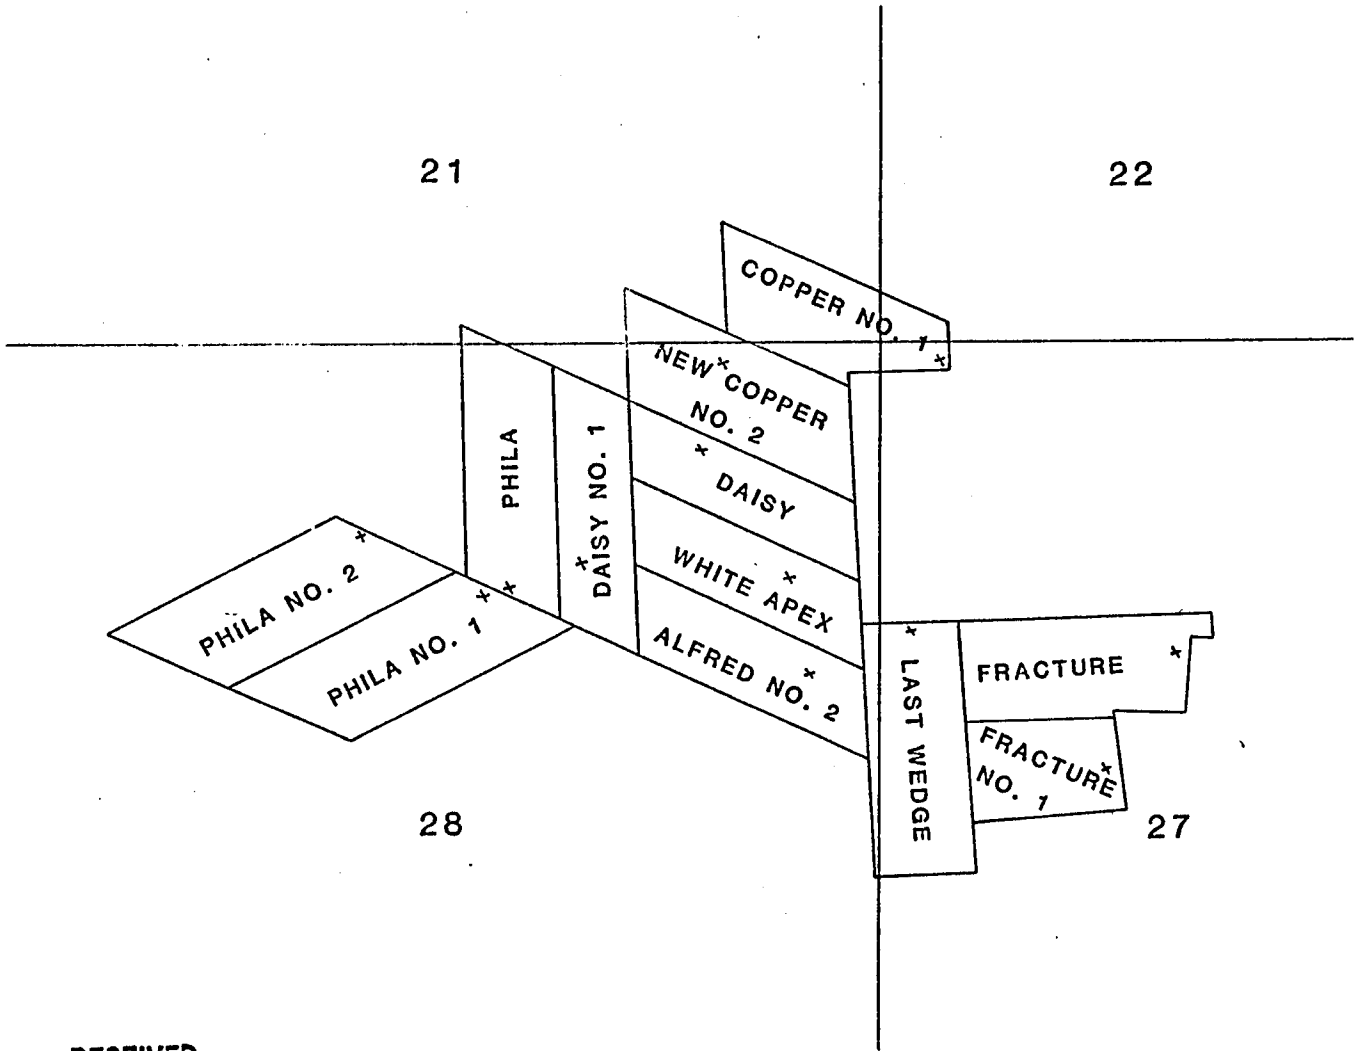 21
22
COPPER NO. 1
NEW COPPER
NO. 2
PHILA
DAISY NO. 1
DAISY
WHITE APEX
ALFRED NO. 2
PHILA NO. 2
PHILA NO. 1
LAST WEDGE
FRACTURE
FRACTURE
NO. 1
28
27
RECEIVED